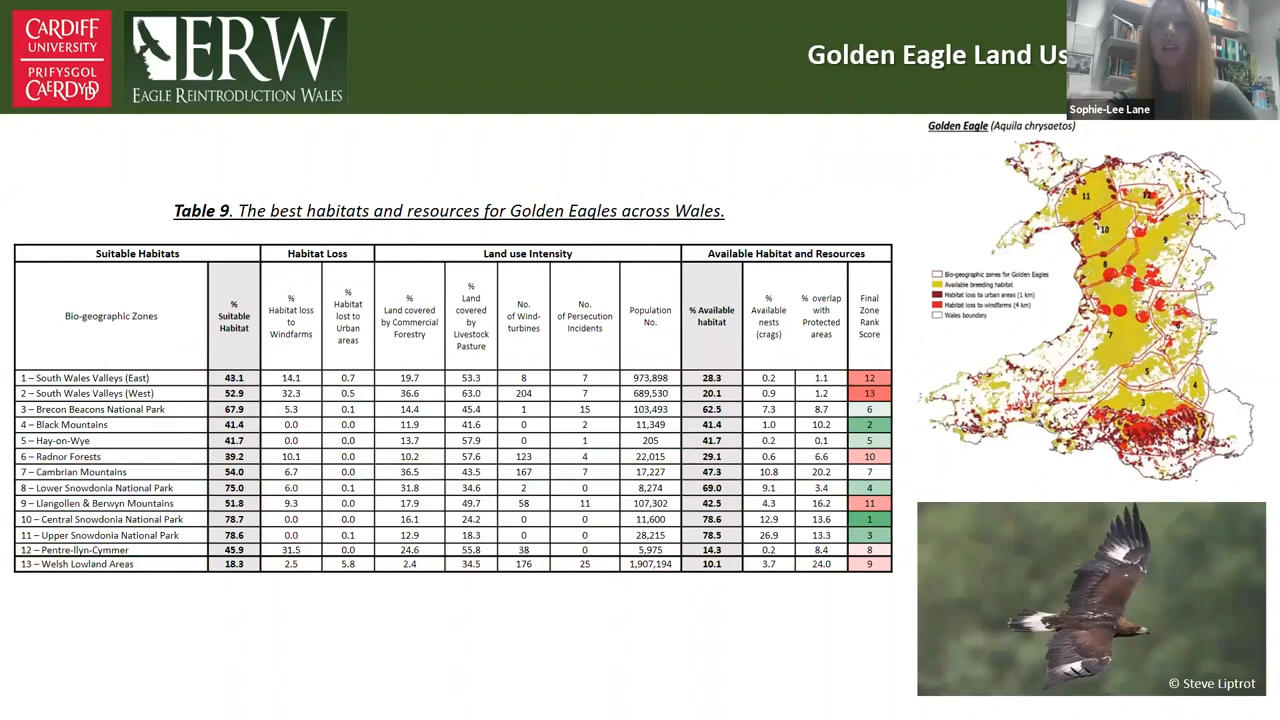 CARDIFF
UNIVERSITY
PRIFYSGOL
CAERDYDD
ERW
EAGLE REINTRODUCTION WALES
Golden Eagle Land Us
Sophie-Lee Lane
Table 9. The best habitats and resources for Golden Eagles across Wales.
Suitable Habitats Habitat Loss Land use Intensity Available Habitat and Resources
Bio-geographic Zones % Suitable Habitat % Habitat loss to Windfarms % Habitat lost to Urban areas % Land covered by Commercial Forestry % Land covered by Livestock Pasture No. of Wind-turbines No. of Persecution Incidents Population No. % Available habitat % Available nests (crags) % overlap with Protected areas Final Zone Rank Score
1 – South Wales Valleys (East) 43.1 14.1 0.7 19.7 53.3 8 7 973,898 28.3 0.2 1.1 12
2 – South Wales Valleys (West) 52.9 32.3 0.5 36.6 63.0 204 7 689,530 20.1 0.9 1.2 13
3 – Brecon Beacons National Park 67.9 5.3 0.1 14.4 45.4 1 15 103,493 62.5 7.3 8.7 6
4 – Black Mountains 41.4 0.0 0.0 11.9 41.6 0 2 11,349 41.4 1.0 10.2 2
5 – Hay-on-Wye 41.7 0.0 0.0 13.7 57.9 0 1 205 41.7 0.2 0.1 5
6 – Radnor Forests 39.2 10.1 0.0 10.2 57.6 123 4 22,015 29.1 0.6 6.6 10
7 – Cambrian Mountains 54.0 6.7 0.0 36.5 43.5 167 7 17,227 47.3 10.8 20.2 7
8 – Lower Snowdonia National Park 75.0 6.0 0.1 31.8 34.6 2 0 8,274 69.0 9.1 3.4 4
9 – Llangollen & Berwyn Mountains 51.8 9.3 0.0 17.9 49.7 58 11 107,302 42.5 4.3 16.2 11
10 – Central Snowdonia National Park 78.7 0.0 0.0 16.1 24.2 0 0 11,600 78.6 12.9 13.6 1
11 – Upper Snowdonia National Park 78.6 0.0 0.1 12.9 18.3 0 0 28,215 78.5 26.9 13.3 3
12 – Pentre-llyn-Cymmer 45.9 31.5 0.0 24.6 55.8 38 0 5,975 14.3 0.2 8.4 8
13 – Welsh Lowland Areas 18.3 2.5 5.8 2.4 34.5 176 25 1,907,194 10.1 3.7 24.0 9
Golden Eagle (Aquila chrysaetos)
11
10
9
8
7
5
4
3
Bio-geographic zones for Golden Eagles
Available breeding habitat
Habitat loss to urban areas (1 km)
Habitat loss to windfarms (4 km)
Wales boundary
© Steve Liptrot